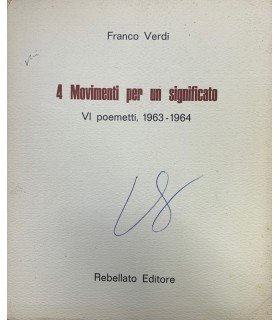 Franco Verdi
4 Movimenti per un significato
VI poemetti, 1963-1964
Rebellato Editore